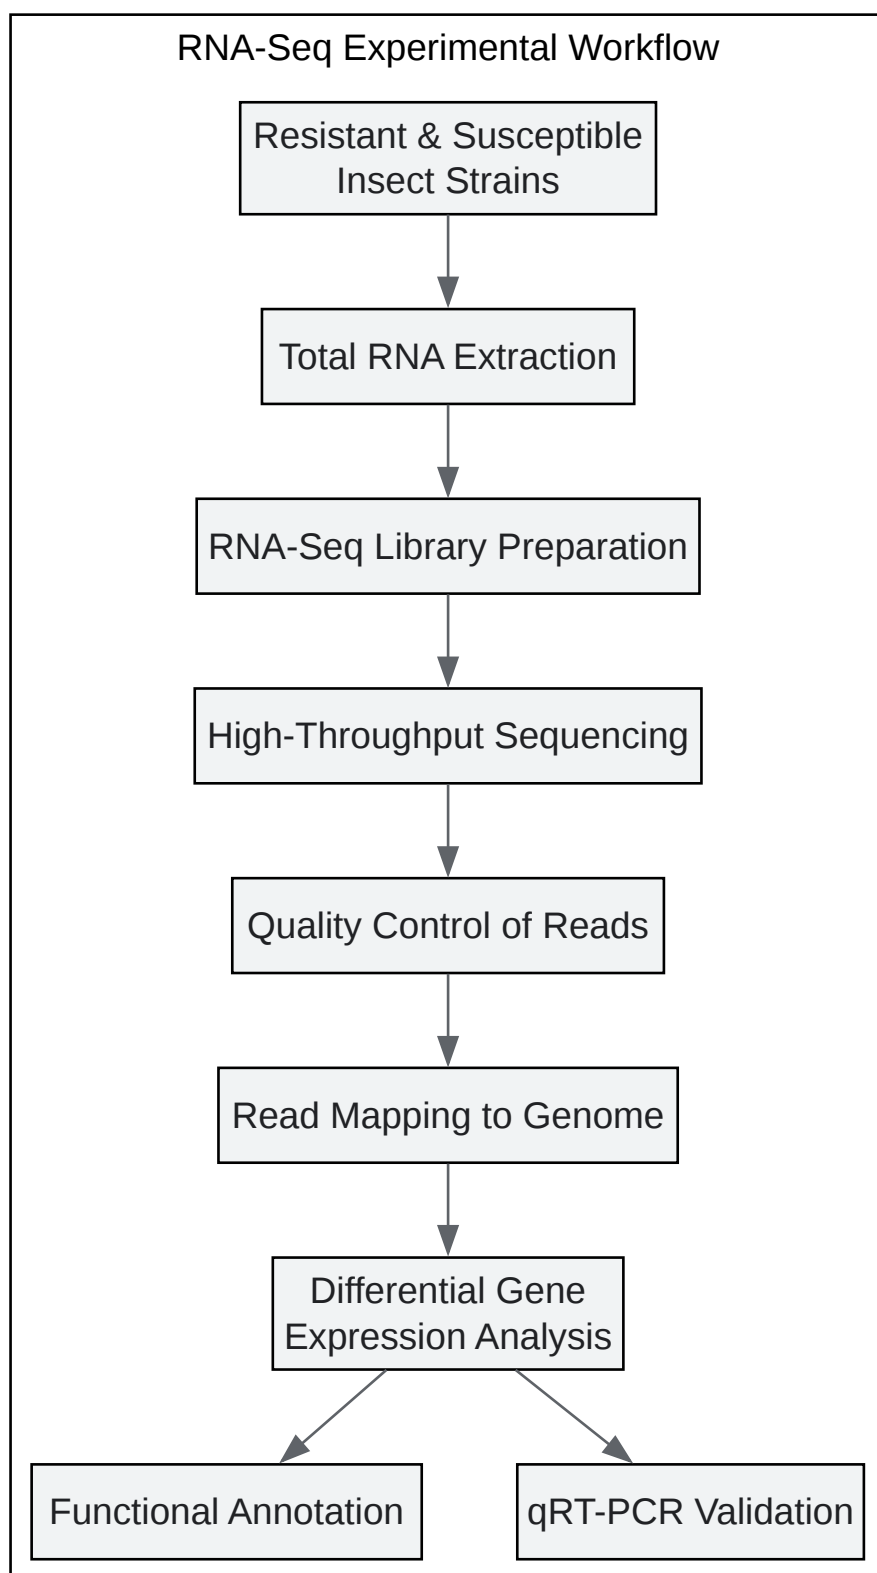 RNA-Seq Experimental Workflow
Resistant & Susceptible
Insect Strains
Total RNA Extraction
RNA-Seq Library Preparation
High-Throughput Sequencing
Quality Control of Reads
Read Mapping to Genome
Differential Gene
Expression Analysis
Functional Annotation
qRT-PCR Validation